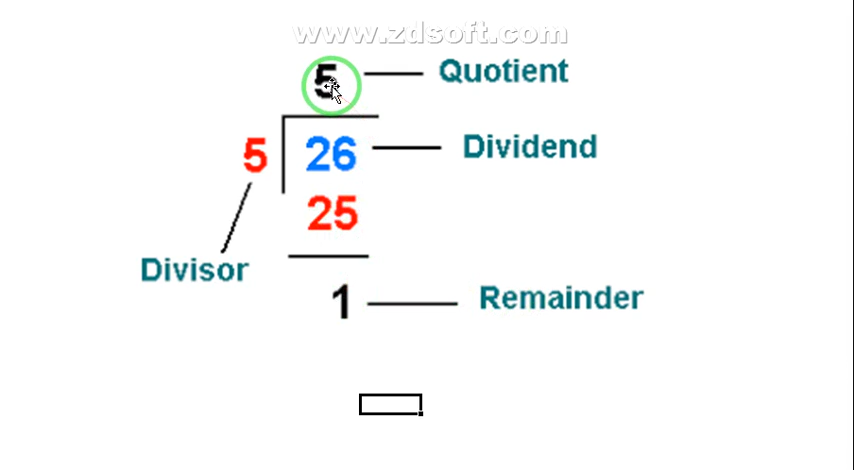 www.zdsoft.com
5 Quotient
5 26 Dividend
25
Divisor
1 Remainder